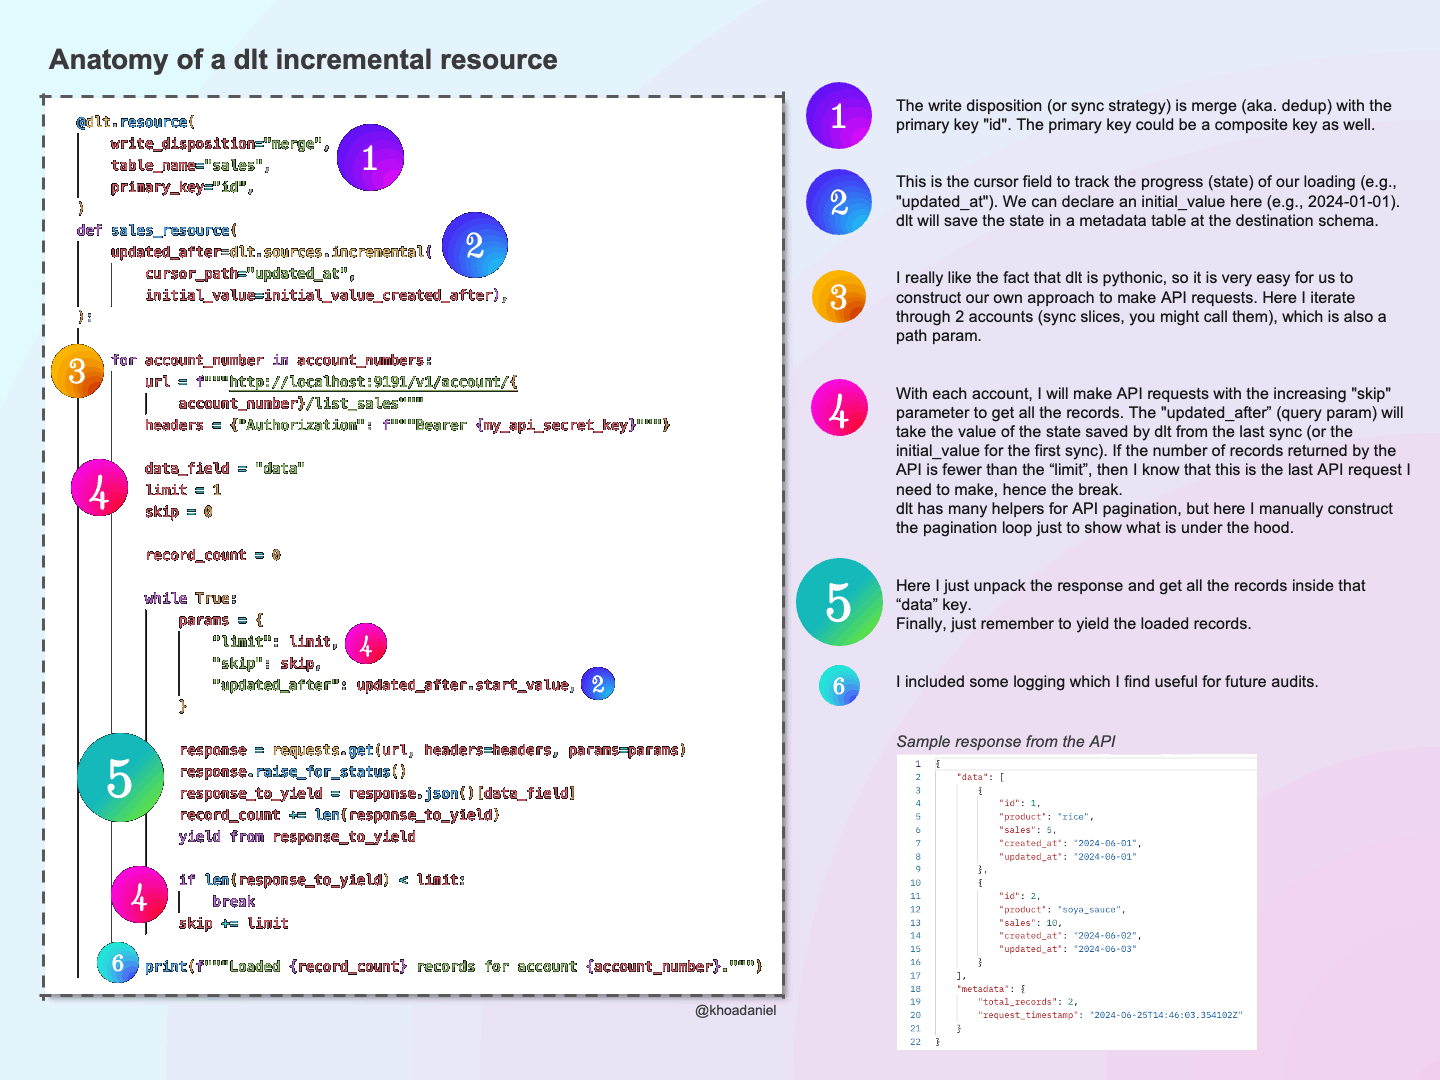 Anatomy of a dlt incremental resource
@dlt.resource(
write_disposition="merge",
table_name="sales",
primary_key="id",
)
1
def sales_resource(
updated_after=dlt.sources.incremental(
cursor_path="updated_at",
initial_value=initial_value_created_after),
):
2
3
for account_number in account_numbers:
url = f"""http://localhost:9191/v1/account/{
account_number}/list_sales"""
headers = {"Authorization": f"""Bearer {my_api_secret_key}"""}
4
data_field = "data"
limit = 1
skip = 0
record_count = 0
while True:
params = {
"limit": limit, 4
"skip": skip,
"updated_after": updated_after.start_value, 2
}
5
response = requests.get(url, headers=headers, params=params)
response.raise_for_status()
response_to_yield = response.json()[data_field]
record_count += len(response_to_yield)
yield from response_to_yield
4
if len(response_to_yield) < limit:
break
skip += limit
6
print(f"""Loaded {record_count} records for account {account_number}.""")
@khoadaniel
1
The write disposition (or sync strategy) is merge (aka. dedup) with the
primary key "id". The primary key could be a composite key as well.
2
This is the cursor field to track the progress (state) of our loading (e.g.,
"updated_at"). We can declare an initial_value here (e.g., 2024-01-01).
dlt will save the state in a metadata table at the destination schema.
3
I really like the fact that dlt is pythonic, so it is very easy for us to
construct our own approach to make API requests. Here I iterate
through 2 accounts (sync slices, you might call them), which is also a
path param.
4
With each account, I will make API requests with the increasing "skip"
parameter to get all the records. The "updated_after” (query param) will
take the value of the state saved by dlt from the last sync (or the
initial_value for the first sync). If the number of records returned by the
API is fewer than the “limit”, then I know that this is the last API request I
need to make, hence the break.
dlt has many helpers for API pagination, but here I manually construct
the pagination loop just to show what is under the hood.
5
Here I just unpack the response and get all the records inside that
“data” key.
Finally, just remember to yield the loaded records.
6
I included some logging which I find useful for future audits.
Sample response from the API
1 {
2 "data": [
3 {
4 "id": 1,
5 "product": "rice",
6 "sales": 5,
7 "created_at": "2024-06-01",
8 "updated_at": "2024-06-01"
9 },
10 {
11 "id": 2,
12 "product": "soya_sauce",
13 "sales": 10,
14 "created_at": "2024-06-02",
15 "updated_at": "2024-06-03"
16 }
17 ],
18 "metadata": {
19 "total_records": 2,
20 "request_timestamp": "2024-06-25T14:46:03.354102Z"
21 }
22 }